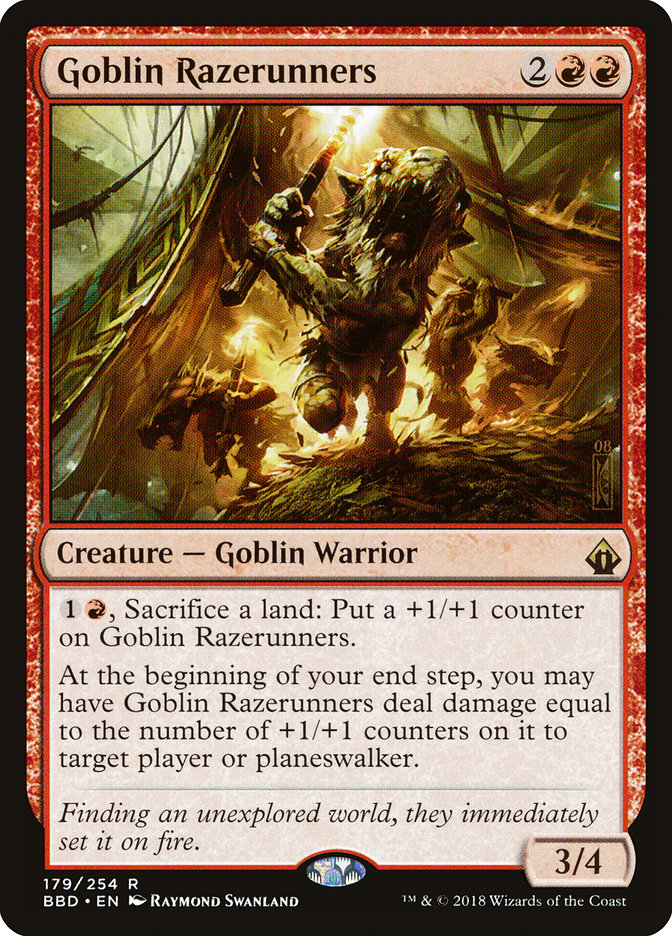 Goblin Razerunners 2
08
Creature — Goblin Warrior
1 , Sacrifice a land: Put a +1/+1 counter
on Goblin Razerunners.
At the beginning of your end step, you may
have Goblin Razerunners deal damage equal
to the number of +1/+1 counters on it to
target player or planeswalker.
Finding an unexplored world, they immediately
set it on fire.
3/4
179/254 R
BBD • EN Raymond Swanland
™ & © 2018 Wizards of the Coast